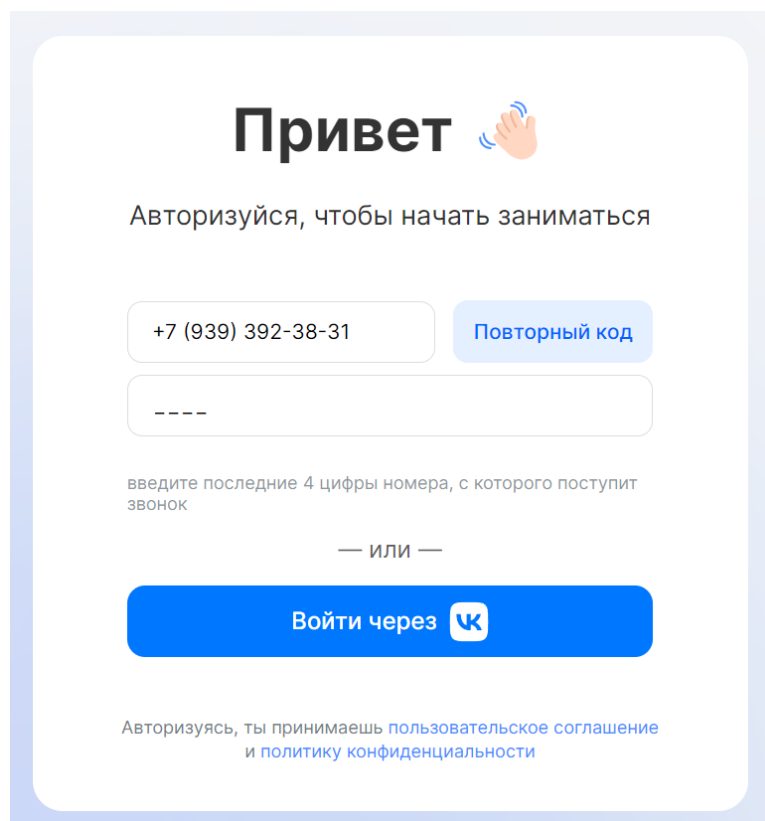 Привет
Авторизуйся, чтобы начать заниматься
+7 (939) 392-38-31
Повторный код
_ _ _ _
введите последние 4 цифры номера, с которого поступит
звонок
— или —
Войти через VK
Авторизуясь, ты принимаешь пользовательское соглашение
и политику конфиденциальности